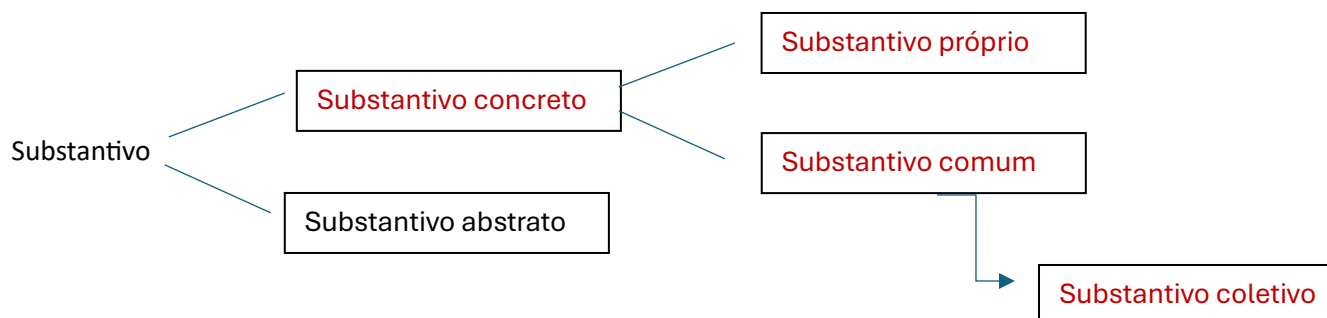 Substantivo próprio
Substantivo concreto
Substantivo
Substantivo comum
Substantivo abstrato
Substantivo coletivo